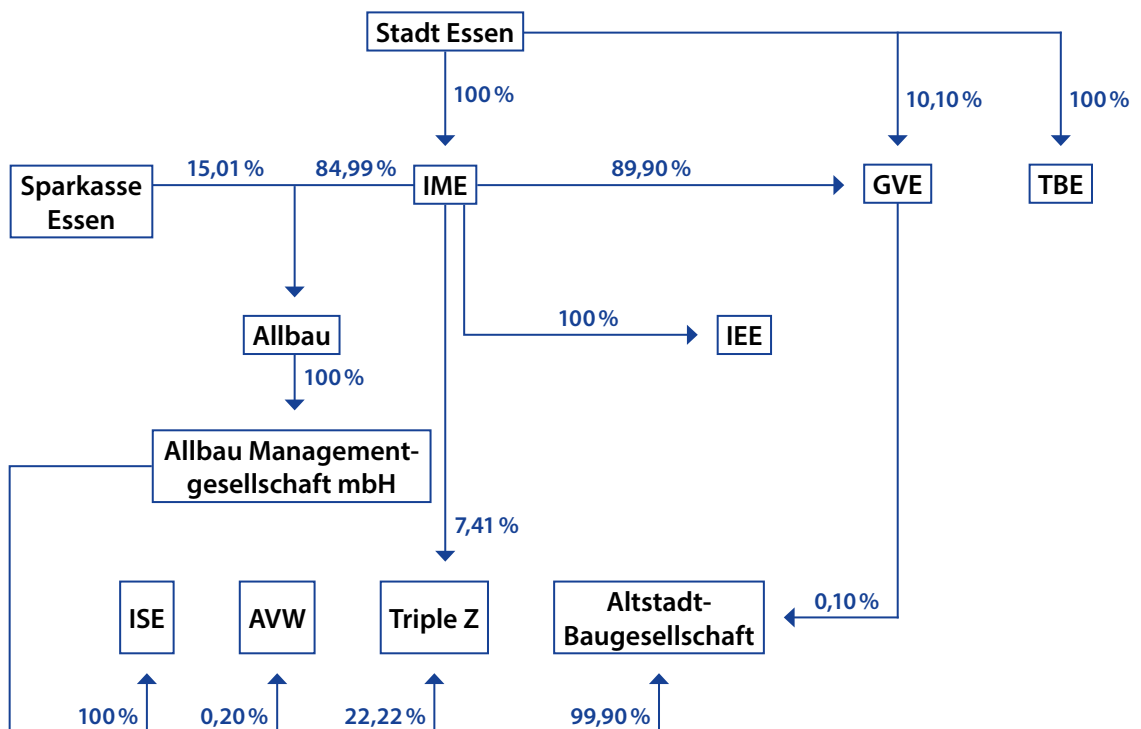 Stadt Essen
100 %
10,10 %
100 %
15,01 %
84,99 %
89,90 %
Sparkasse
Essen
IME
GVE
TBE
Allbau
100 %
IEE
100 %
Allbau Management-
gesellschaft mbH
7,41 %
ISE
AVW
Triple Z
Altstadt-
Baugesellschaft
0,10 %
100 %
0,20 %
22,22 %
99,90 %